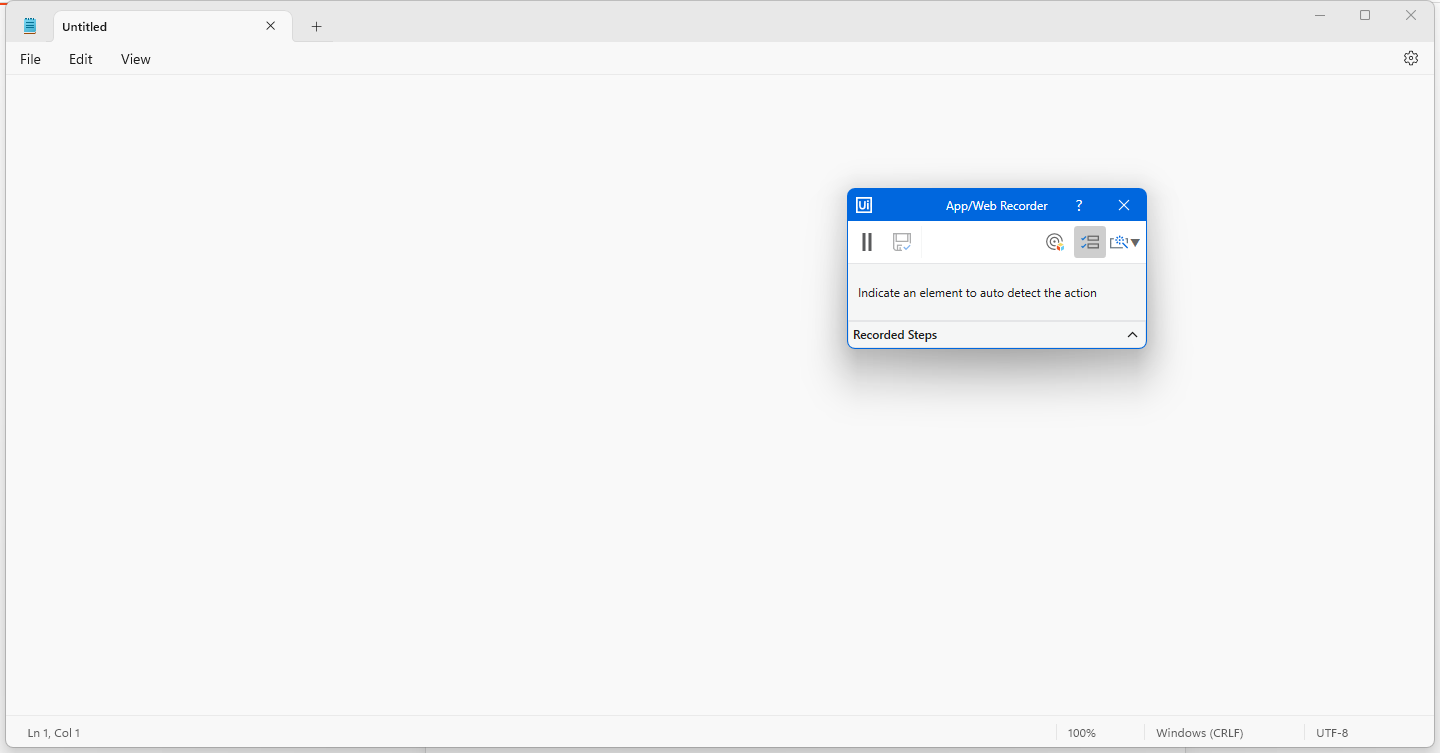 Untitled
File Edit View
Ui App/Web Recorder ?
Indicate an element to auto detect the action
Recorded Steps
Ln 1, Col 1 100% Windows (CRLF) UTF-8